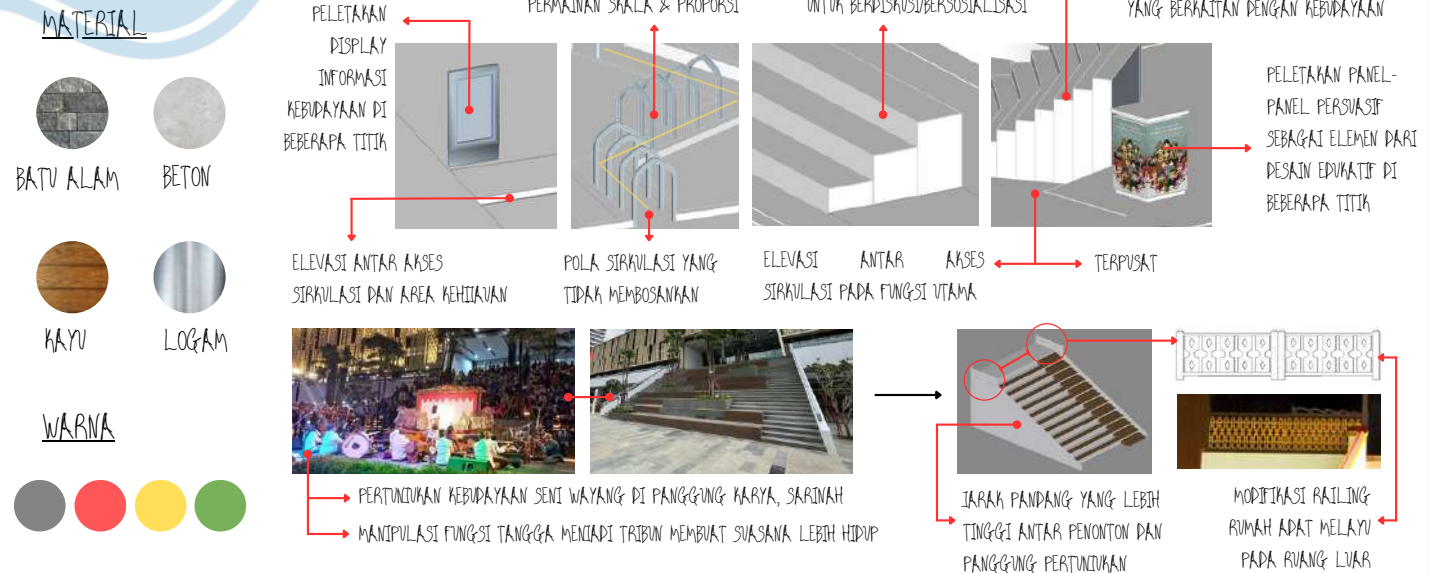 MATERIAL
BATU ALAM
BETON
KAYU
LOGAM
WARNA
PELETAKAN
DISPLAY
INFORMASI
KEBUDAYAAN DI
BEBERAPA TITIK
PERMAINAN SKALA & PROPORSI
UNTUK BERDISKUSI/BERSOSIALISASI
YANG BERKAITAN DENGAN KEBUDAYAAN
PELETAKAN PANEL-
PANEL PERSUASIF
SEBAGAI ELEMEN DARI
DESAIN EDUKATIF DI
BEBERAPA TITIK
ELEVASI ANTAR AKSES
SIRKULASI DAN AREA KEHIJAUAN
POLA SIRKULASI YANG
TIDAK MEMBOSANKAN
ELEVASI ANTAR AKSES
SIRKULASI PADA FUNGSI UTAMA
TERPUSAT
PERTUNJUKAN KEBUDAYAAN SENI WAYANG DI PANGGUNG KARYA, SARINAH
MANIPULASI FUNGSI TANGGA MENJADI TRIBUN MEMBUAT SUASANA LEBIH HIDUP
JARAK PANDANG YANG LEBIH
TINGGI ANTAR PENONTON DAN
PANGGUNG PERTUNJUKAN
MODIFIKASI RAILING
RUMAH ADAT MELAYU
PADA RUANG LUAR